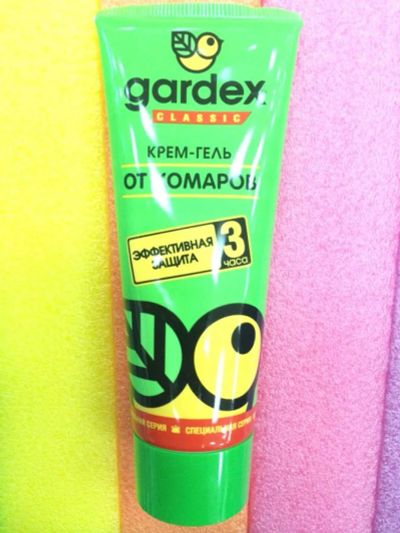 gardex
CLASSIC
КРЕМ-ГЕЛЬ
ОТ КОМАРОВ
ЭФФЕКТИВНАЯ
ЗАЩИТА
3
часа
СЕРИЯ СПЕЦИАЛЬНАЯ СЕРИЯ